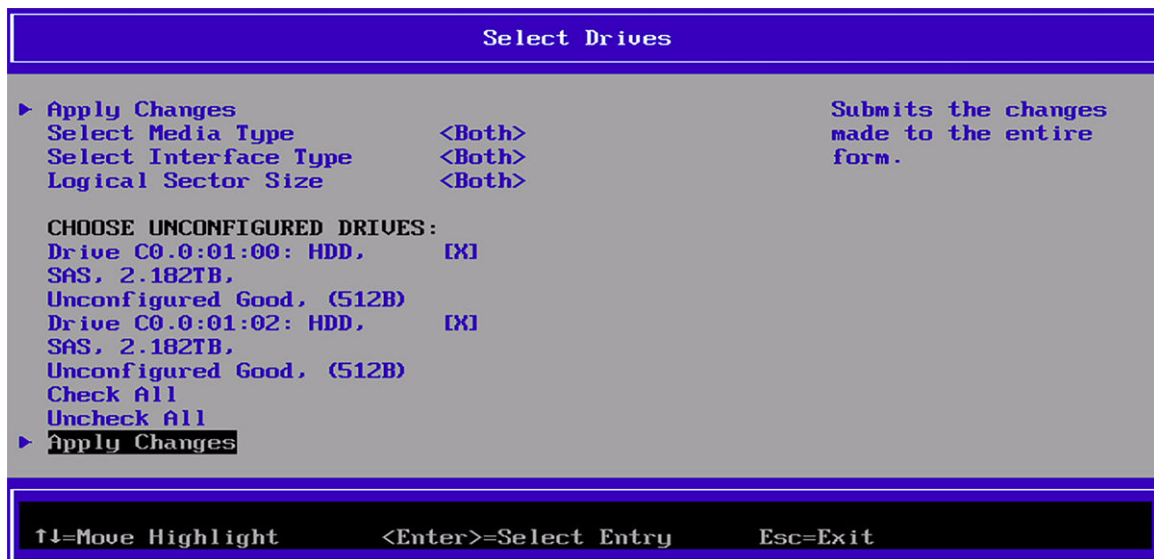 Select Drives
▶ Apply Changes
Submits the changes
Select Media Type <Both>
made to the entire
Select Interface Type <Both>
form.
Logical Sector Size <Both>
CHOOSE UNCONFIGURED DRIVES:
Drive C0.0:01:00: HDD, [X]
SAS, 2.182TB,
Unconfigured Good, (512B)
Drive C0.0:01:02: HDD, [X]
SAS, 2.182TB,
Unconfigured Good, (512B)
Check All
Uncheck All
▶ Apply Changes
↑↓=Move Highlight <Enter>=Select Entry Esc=Exit